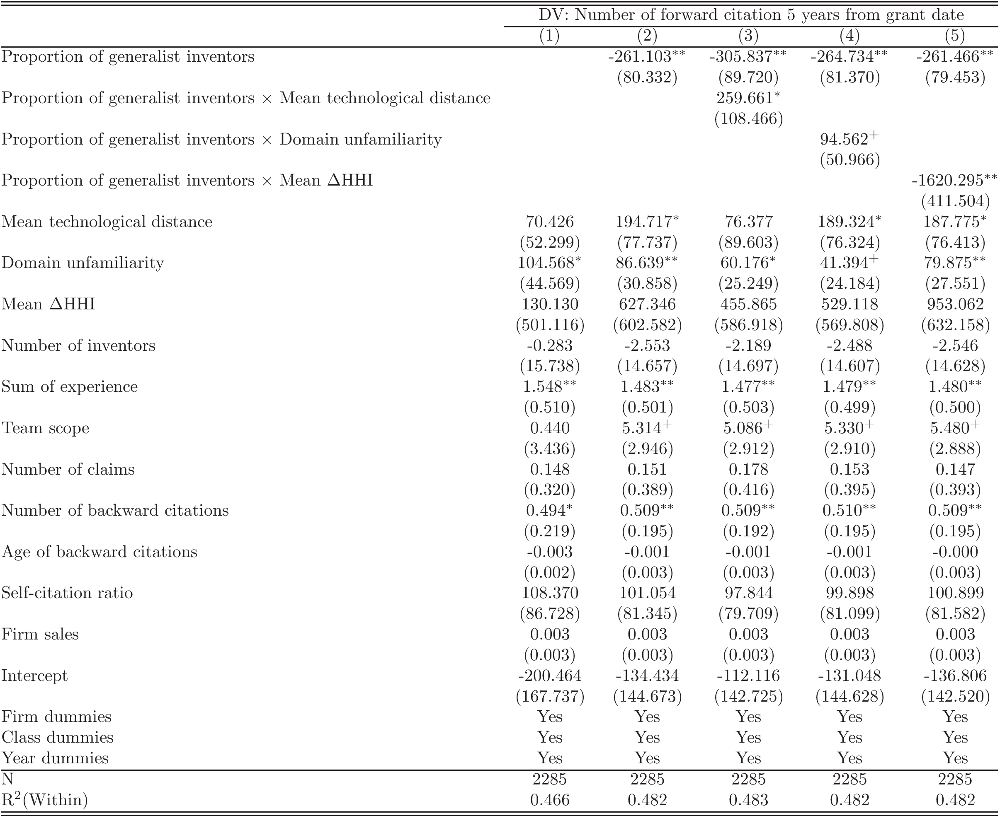 DV: Number of forward citation 5 years from grant date
(1) (2) (3) (4) (5)
Proportion of generalist inventors -261.103** -305.837** -264.734** -261.466**
(80.332) (89.720) (81.370) (79.453)
Proportion of generalist inventors × Mean technological distance 259.661*
(108.466)
Proportion of generalist inventors × Domain unfamiliarity 94.562+
(50.966)
Proportion of generalist inventors × Mean ΔHHI -1620.295**
(411.504)
Mean technological distance 70.426 194.717* 76.377 189.324* 187.775*
(52.299) (77.737) (89.603) (76.324) (76.413)
Domain unfamiliarity 104.568* 86.639** 60.176* 41.394+ 79.875**
(44.569) (30.858) (25.249) (24.184) (27.551)
Mean ΔHHI 130.130 627.346 455.865 529.118 953.062
(501.116) (602.582) (586.918) (569.808) (632.158)
Number of inventors -0.283 -2.553 -2.189 -2.488 -2.546
(15.738) (14.657) (14.697) (14.607) (14.628)
Sum of experience 1.548** 1.483** 1.477** 1.479** 1.480**
(0.510) (0.501) (0.503) (0.499) (0.500)
Team scope 0.440 5.314+ 5.086+ 5.330+ 5.480+
(3.436) (2.946) (2.912) (2.910) (2.888)
Number of claims 0.148 0.151 0.178 0.153 0.147
(0.320) (0.389) (0.416) (0.395) (0.393)
Number of backward citations 0.494* 0.509** 0.509** 0.510** 0.509**
(0.219) (0.195) (0.192) (0.195) (0.195)
Age of backward citations -0.003 -0.001 -0.001 -0.001 -0.000
(0.002) (0.003) (0.003) (0.003) (0.003)
Self-citation ratio 108.370 101.054 97.844 99.898 100.899
(86.728) (81.345) (79.709) (81.099) (81.582)
Firm sales 0.003 0.003 0.003 0.003 0.003
(0.003) (0.003) (0.003) (0.003) (0.003)
Intercept -200.464 -134.434 -112.116 -131.048 -136.806
(167.737) (144.673) (142.725) (144.628) (142.520)
Firm dummies Yes Yes Yes Yes Yes
Class dummies Yes Yes Yes Yes Yes
Year dummies Yes Yes Yes Yes Yes
N 2285 2285 2285 2285 2285
R²(Within) 0.466 0.482 0.483 0.482 0.482